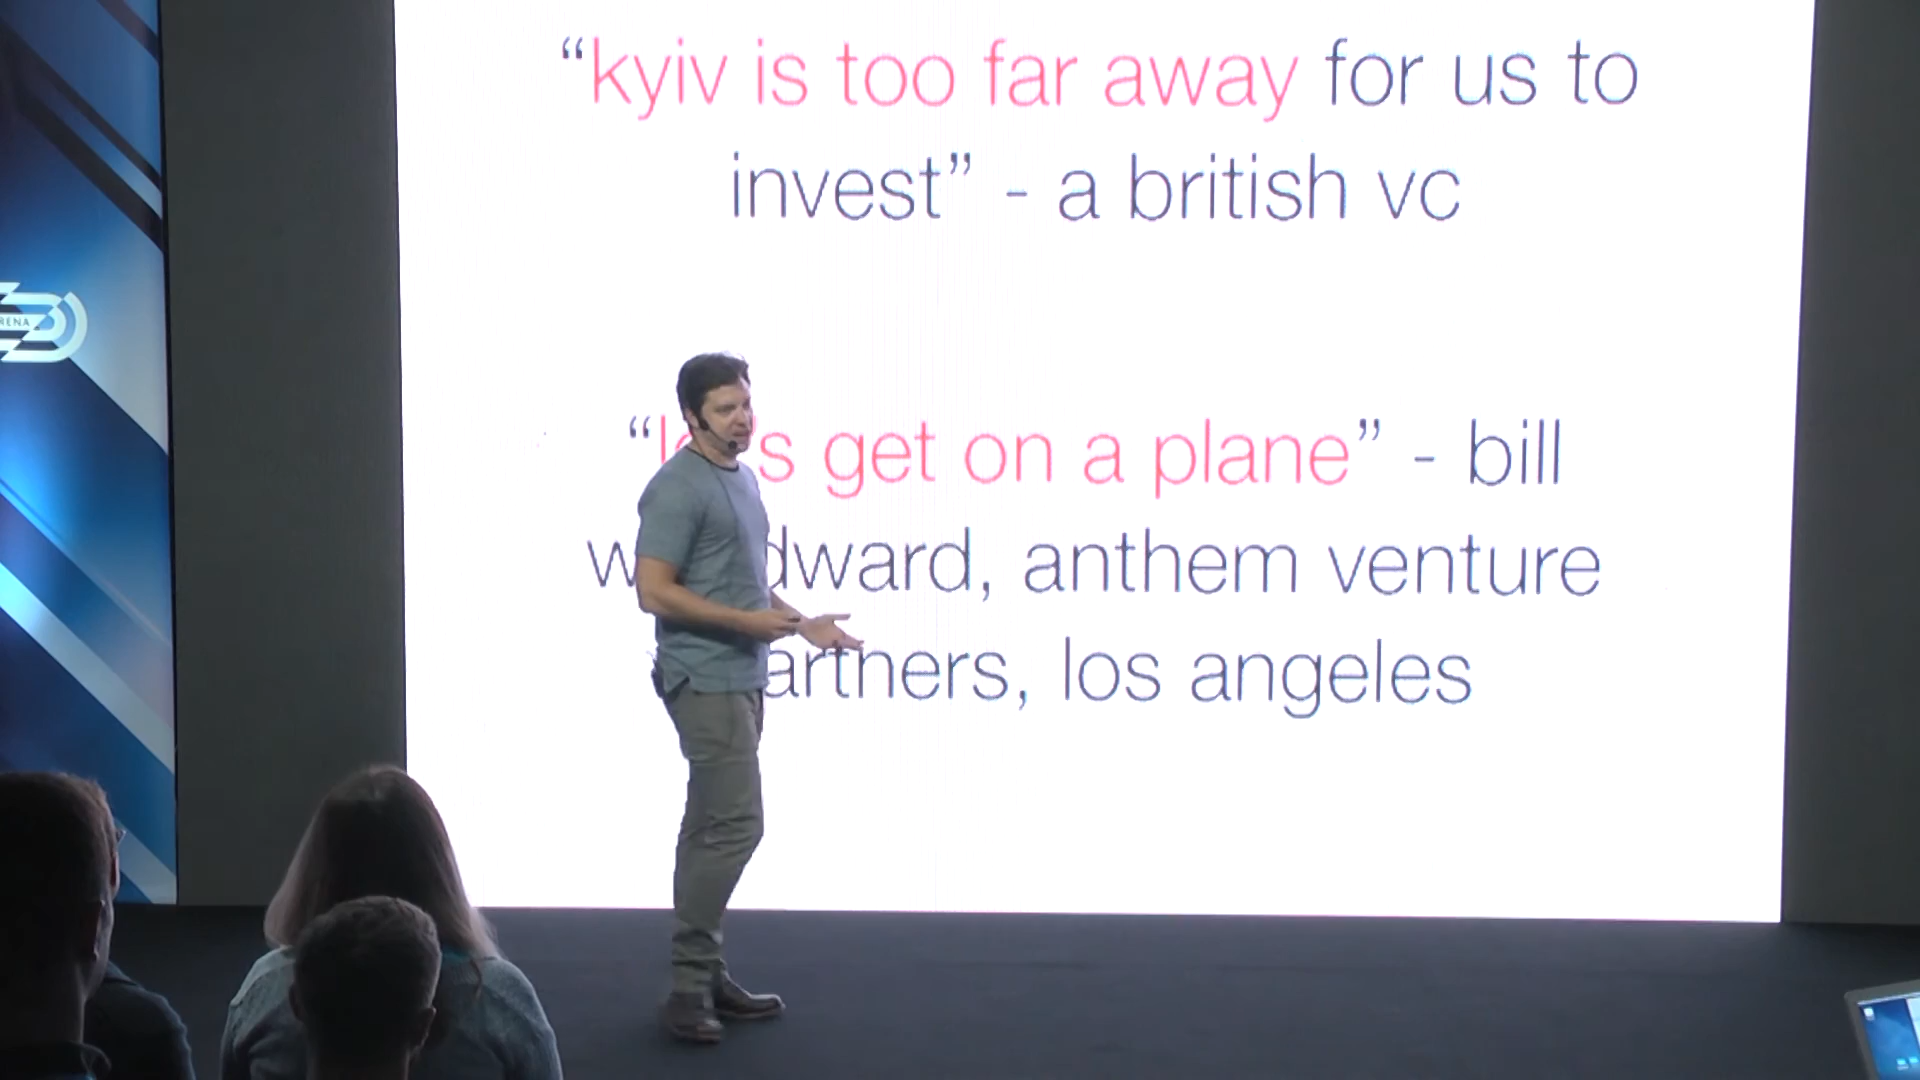 “kyiv is too far away for us to
invest” - a british vc
RENA
get on a plane” - bill
anthem venture
los angeles